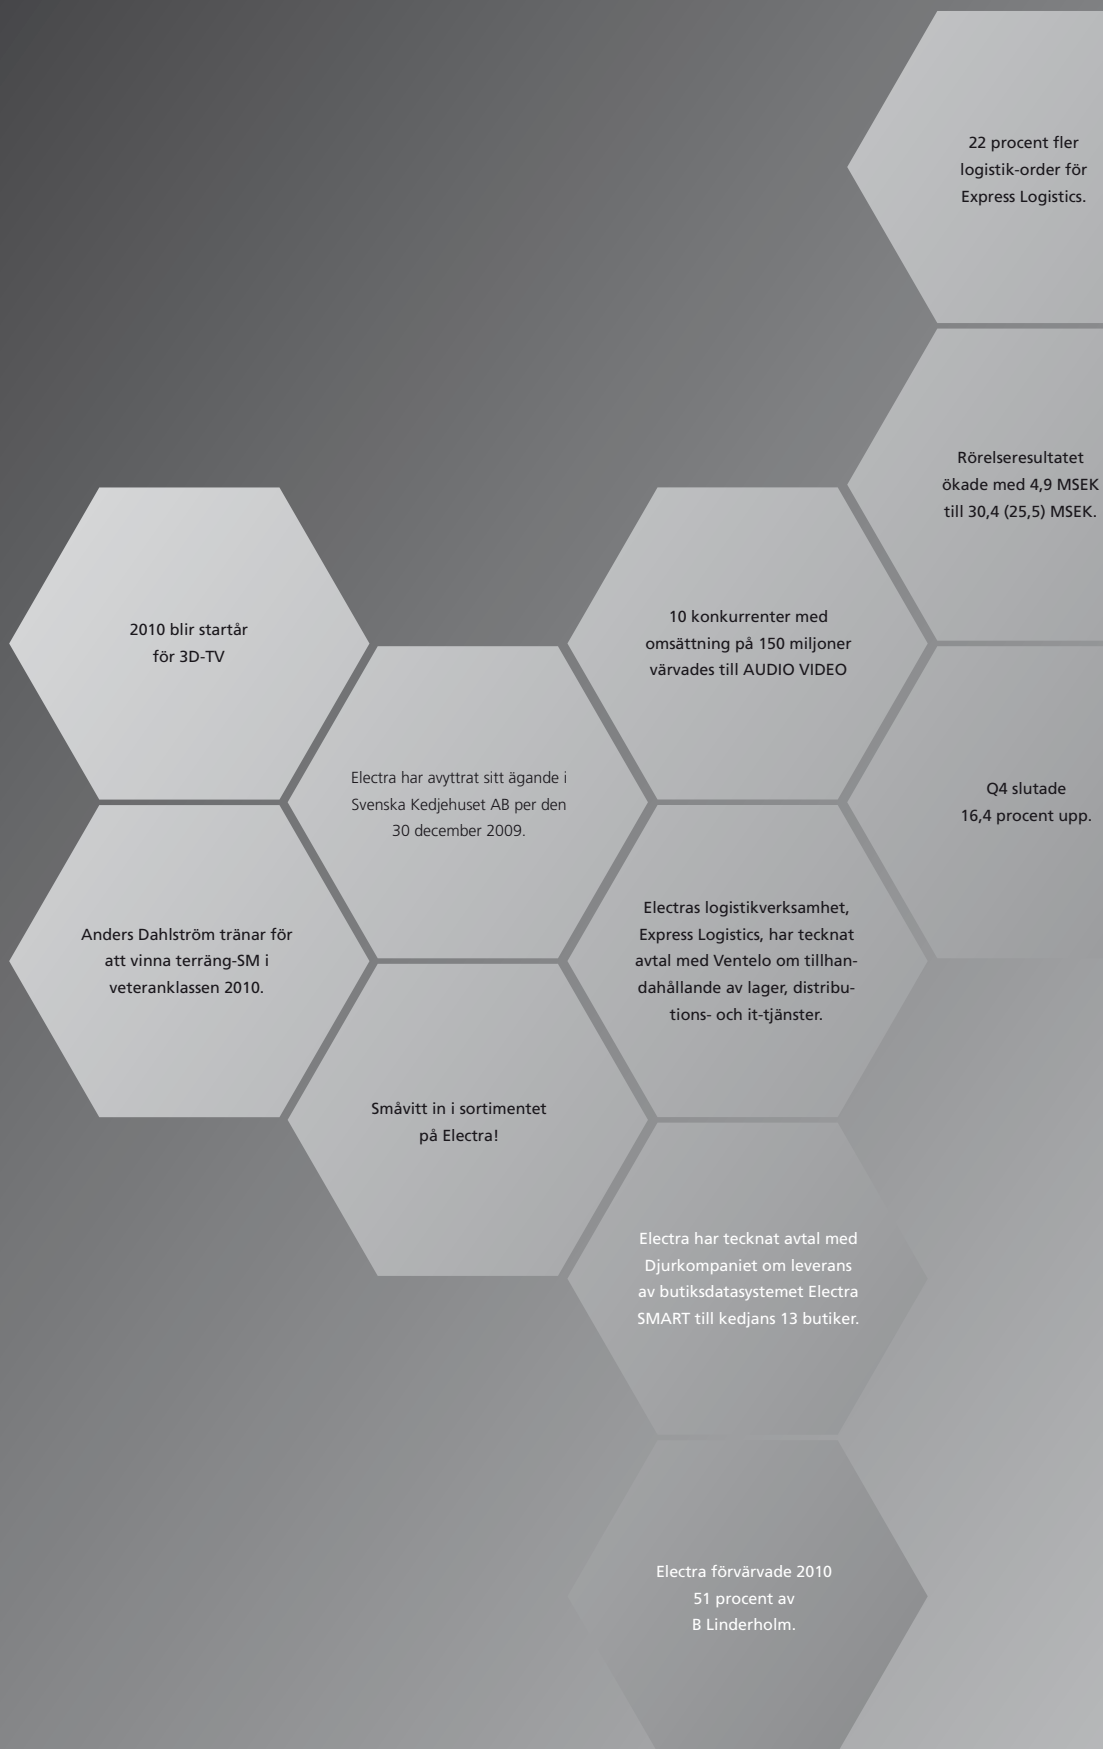 22 procent fler
logistik-order för
Express Logistics.
Rörelseresultatet
ökade med 4,9 MSEK
till 30,4 (25,5) MSEK.
2010 blir startår
för 3D-TV
10 konkurrenter med
omsättning på 150 miljoner
värvades till AUDIO VIDEO
Electra har avyttrat sitt ägande i
Svenska Kedjehuset AB per den
30 december 2009.
Q4 slutade
16,4 procent upp.
Anders Dahlström tränar för
att vinna terräng-SM i
veteranklassen 2010.
Electras logistikverksamhet,
Express Logistics, har tecknat
avtal med Ventelo om tillhan-
dahållande av lager, distribu-
tions- och it-tjänster.
Småvitt in i sortimentet
på Electra!
Electra har tecknat avtal med
Djurkompaniet om leverans
av butiksdatasystemet Electra
SMART till kedjans 13 butiker.
Electra förvärvade 2010
51 procent av
B Linderholm.